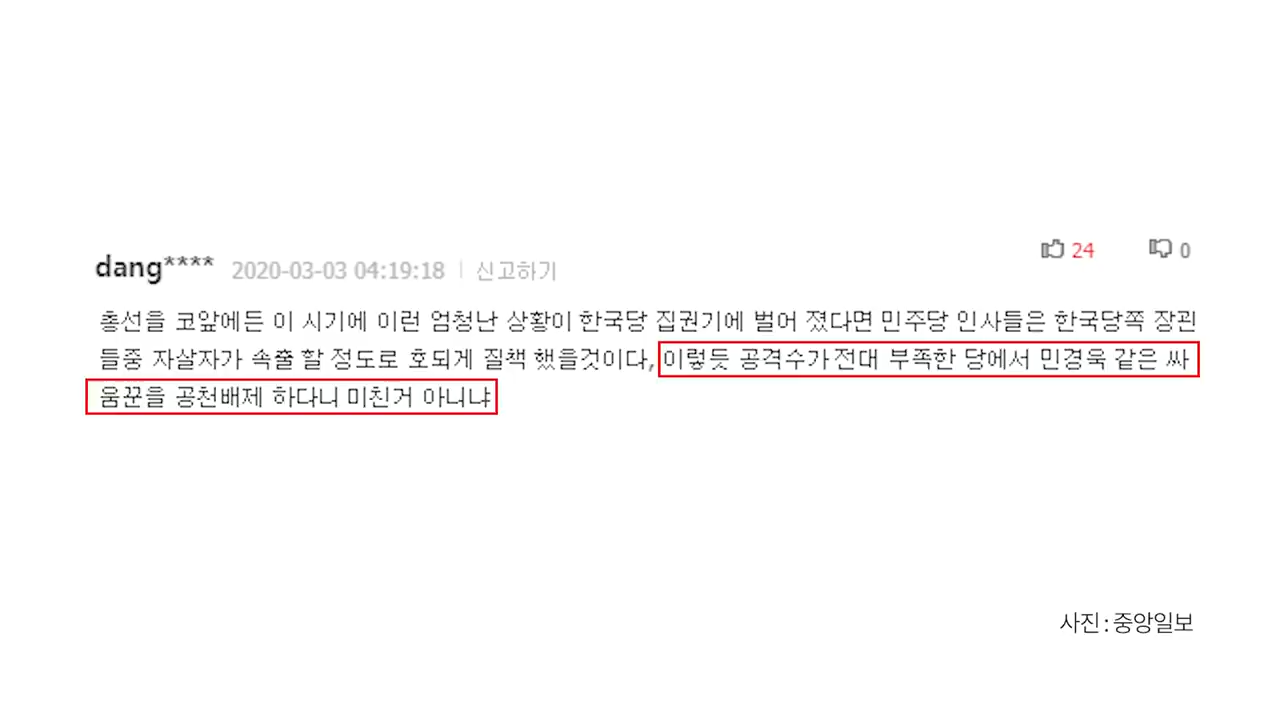 dang**** 2020-03-03 04:19:18 | 신고하기
24 0
총선을 코앞에든 이 시기에 이런 엄청난 상황이 한국당 집권기에 벌어 졌다면 민주당 인사들은 한국당쪽 장괸
들중 자살자가 속출 할 정도로 호되게 질책 했을것이다, 이렇듯 공격수가 전대 부족한 당에서 민경욱 같은 싸
움꾼을 공천배제 하다니 미친거 아니냐
사진 : 중앙일보